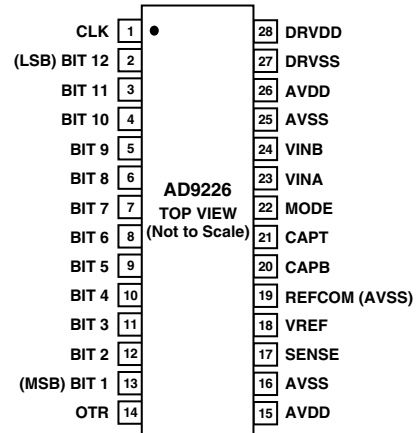 CLK 1 28 DRVDD
(LSB) BIT 12 2 27 DRVSS
BIT 11 3 26 AVDD
BIT 10 4 25 AVSS
BIT 9 5 24 VINB
BIT 8 6 23 VINA
BIT 7 7 22 MODE
BIT 6 8 21 CAPT
BIT 5 9 20 CAPB
BIT 4 10 19 REFCOM (AVSS)
BIT 3 11 18 VREF
BIT 2 12 17 SENSE
(MSB) BIT 1 13 16 AVSS
OTR 14 15 AVDD
AD9226
TOP VIEW
(Not to Scale)